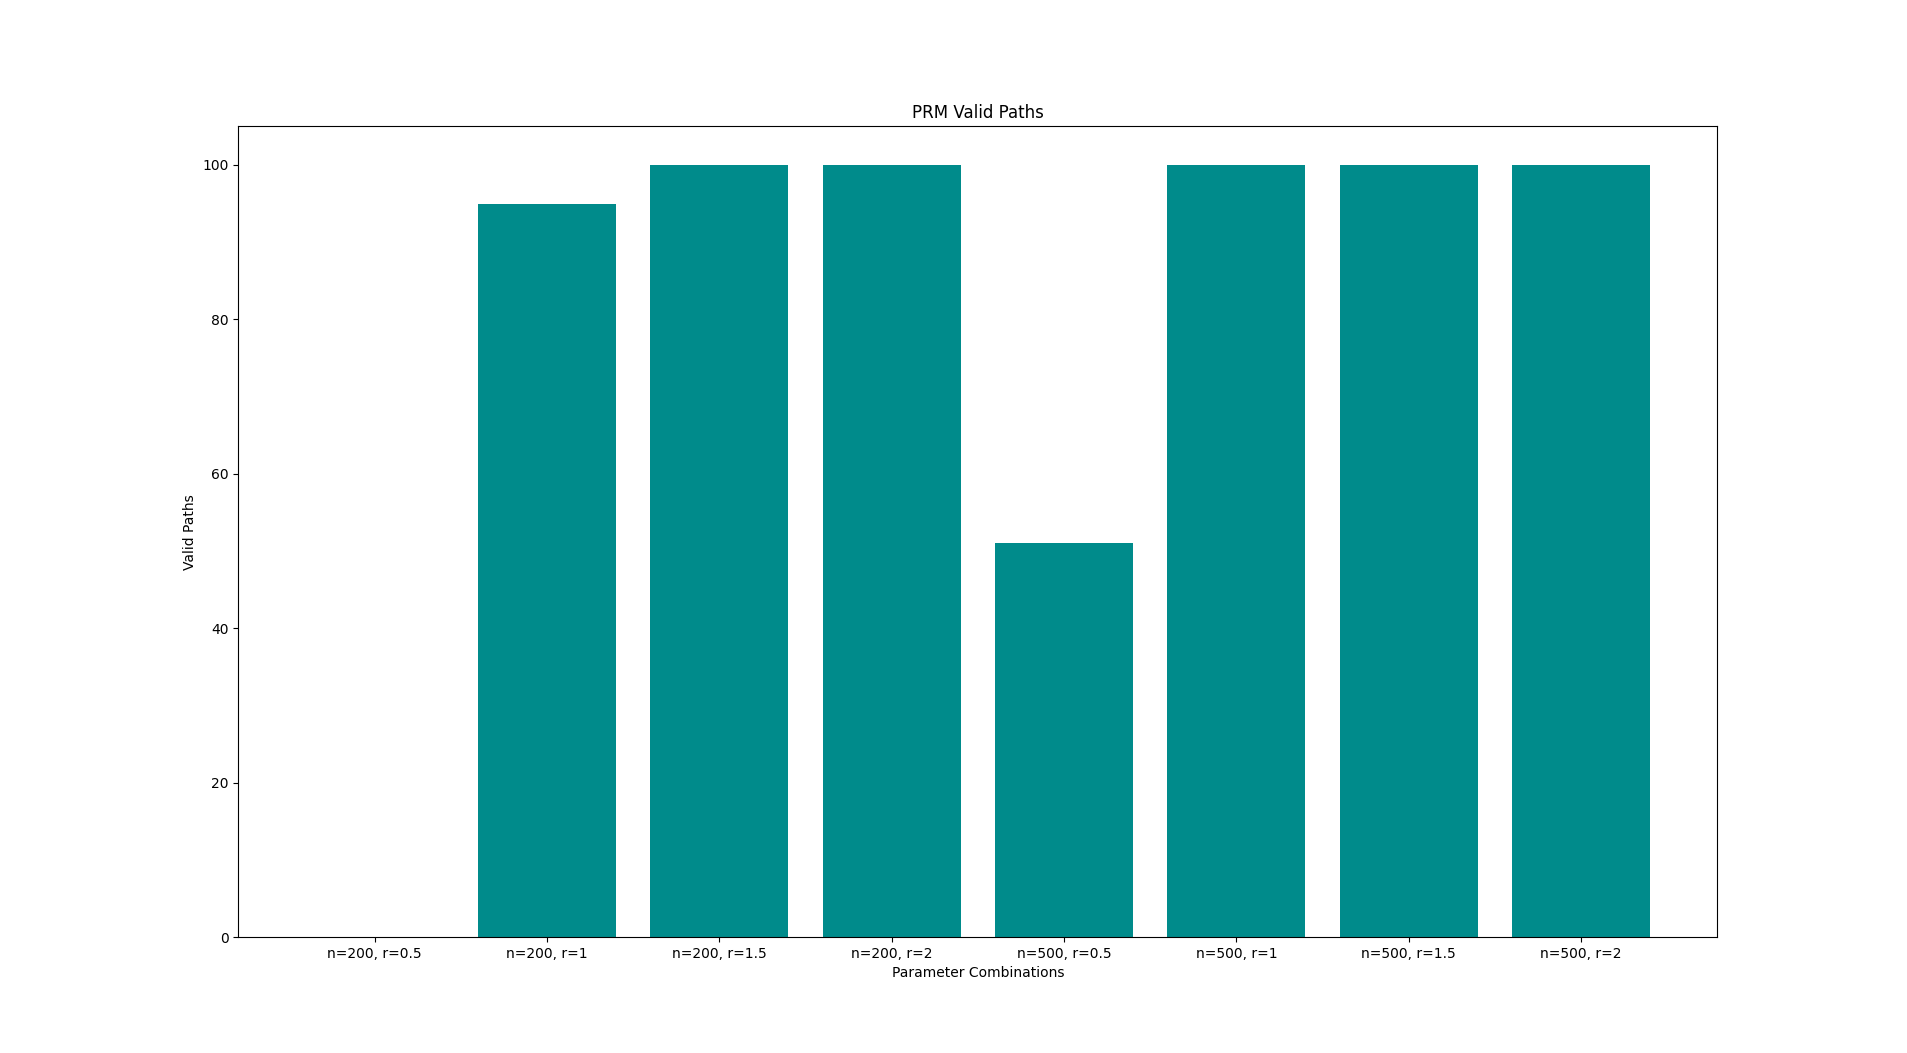 PRM Valid Paths
100
80
60
40
20
0
Valid Paths
n=200, r=0.5
n=200, r=1
n=200, r=1.5
n=200, r=2
n=500, r=0.5
n=500, r=1
n=500, r=1.5
n=500, r=2
Parameter Combinations